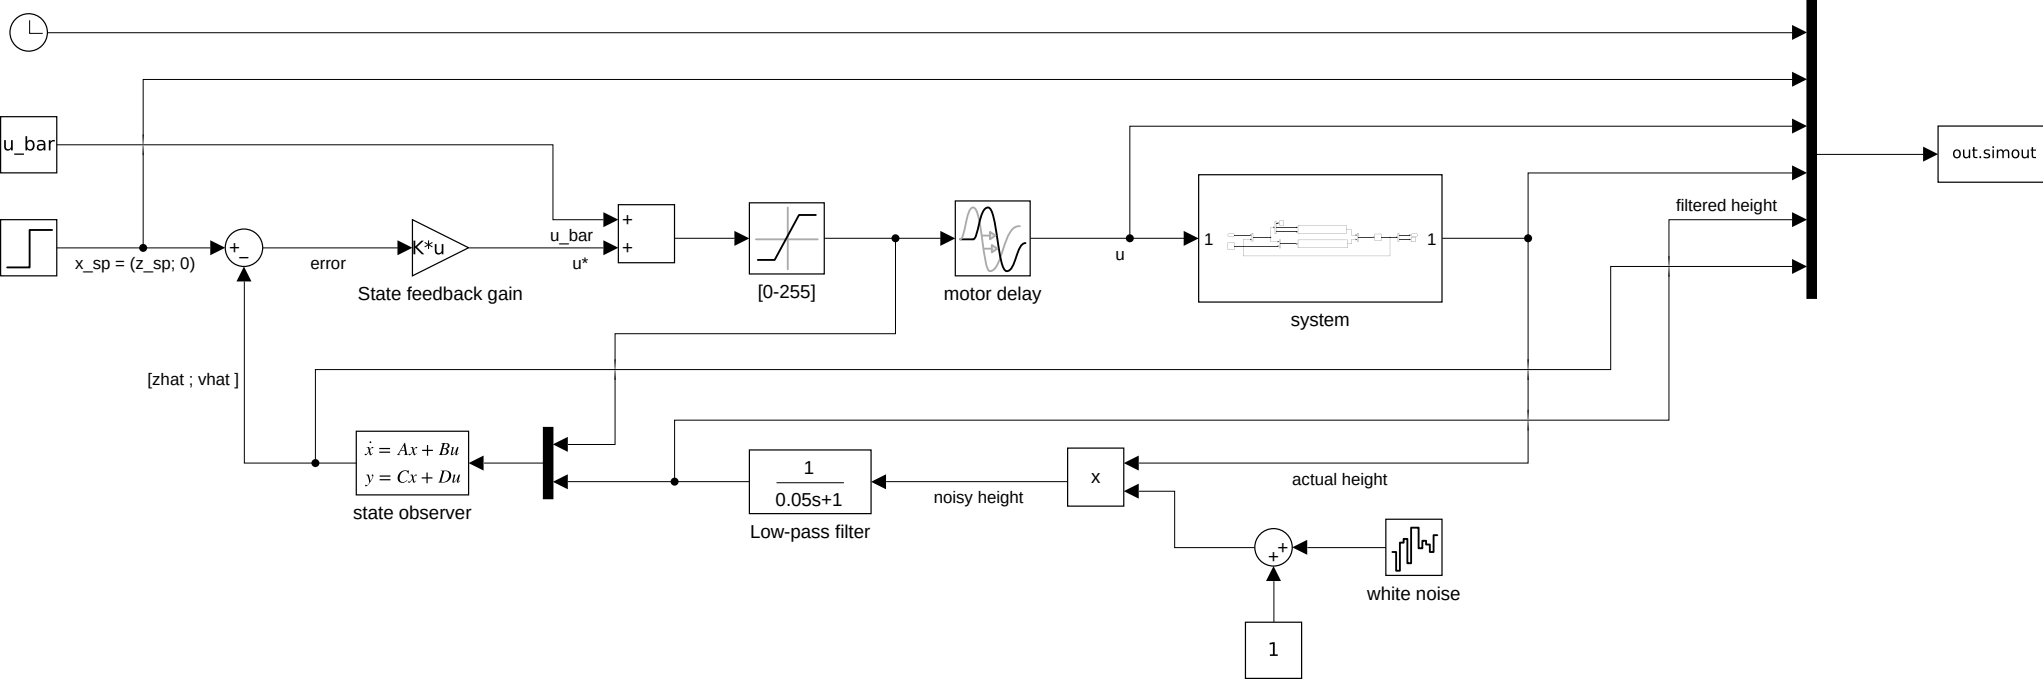 u_bar
out.simout
filtered height
+
+
u_bar
+
−
K*u
1
1
x_sp = (z_sp; 0)
error
u*
u
State feedback gain
[0-255]
motor delay
system
[zhat ; vhat ]
ẋ = Ax + Bu
y = Cx + Du
state observer
1
0.05s+1
Low-pass filter
noisy height
x
actual height
+
+
white noise
1